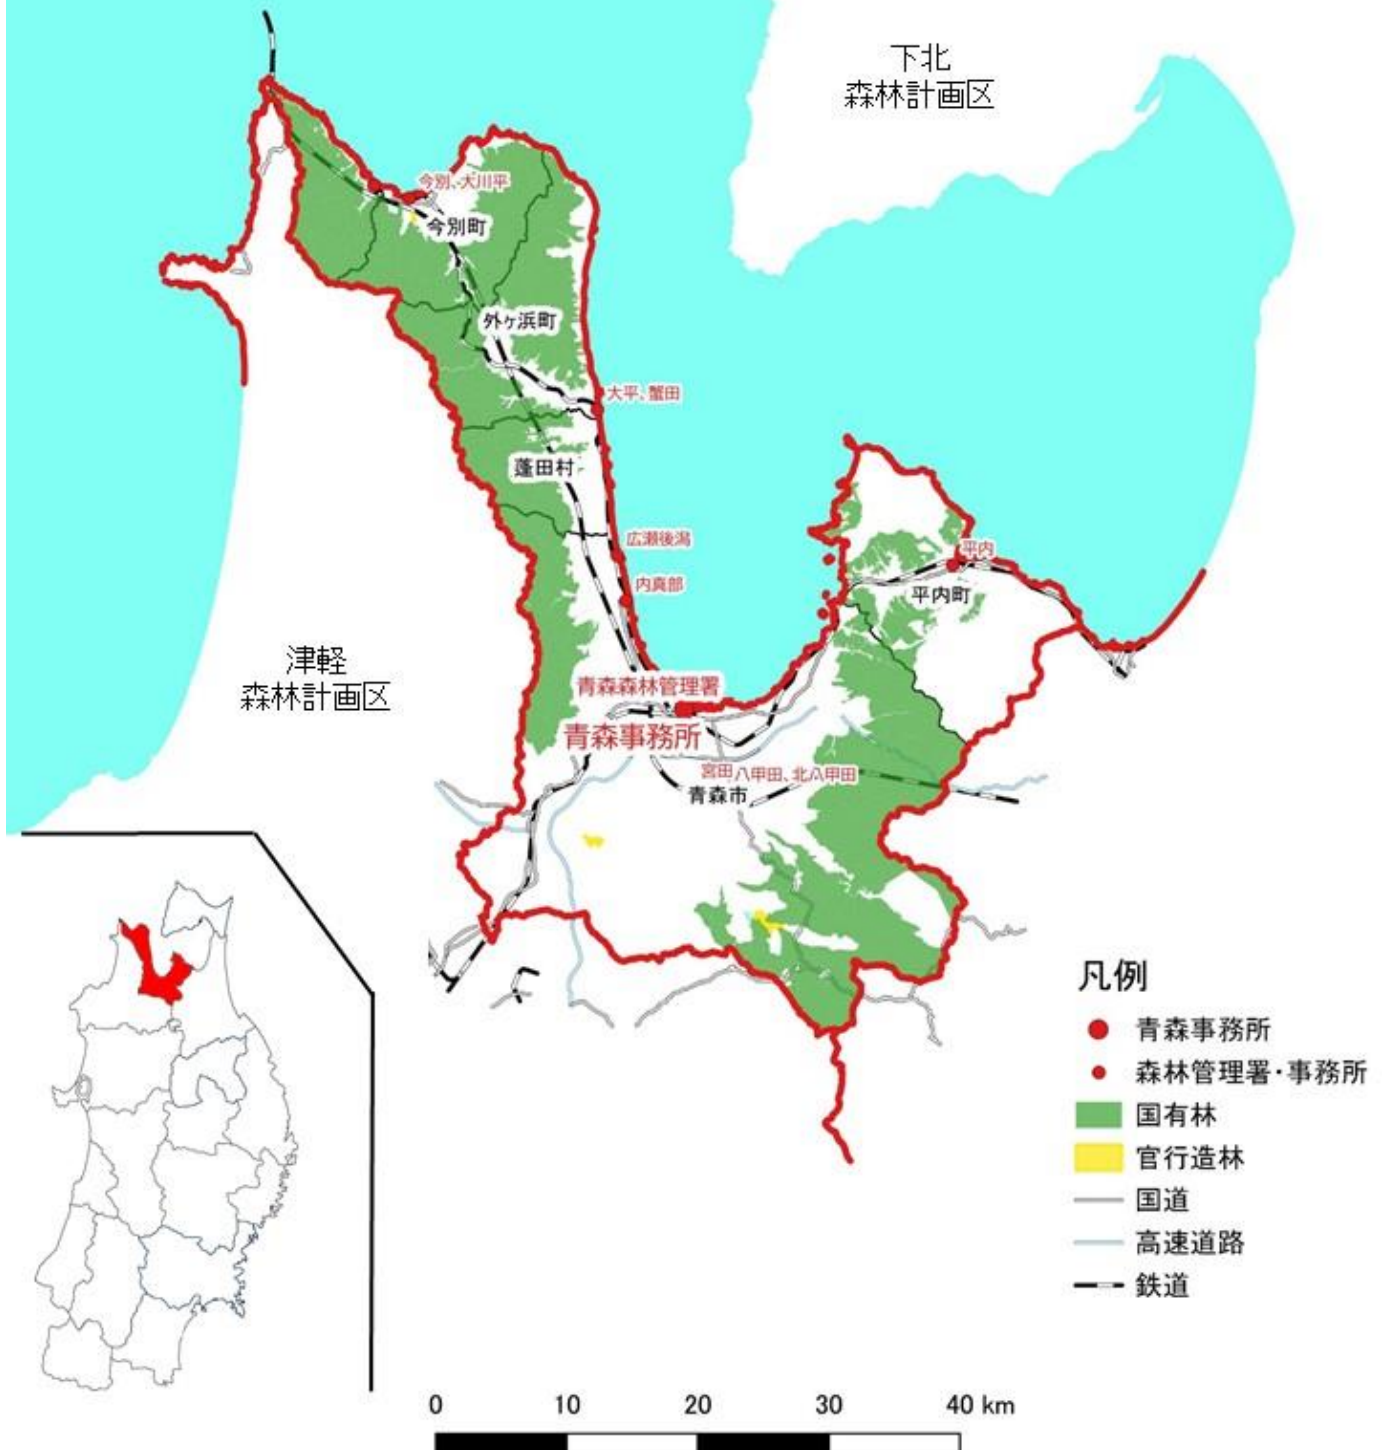 下北
森林計画区
今別、大川平
今別町
外ヶ浜町
大平、蟹田
蓬田村
広瀬後潟
平内
内真部
平内町
津軽
森林計画区
青森森林管理署
青森事務所
宮田八甲田、北八甲田
青森市
凡例
青森事務所
森林管理署・事務所
国有林
官行造林
国道
高速道路
鉄道
0 10 20 30 40 km